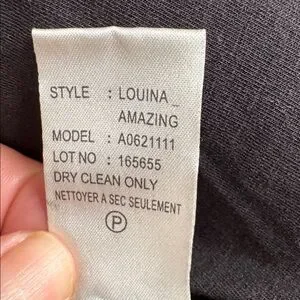 STYLE : LOUINA_
AMAZING
MODEL : A0621111
LOT NO : 165655
DRY CLEAN ONLY
NETTOYER A SEC SEULEMENT
P